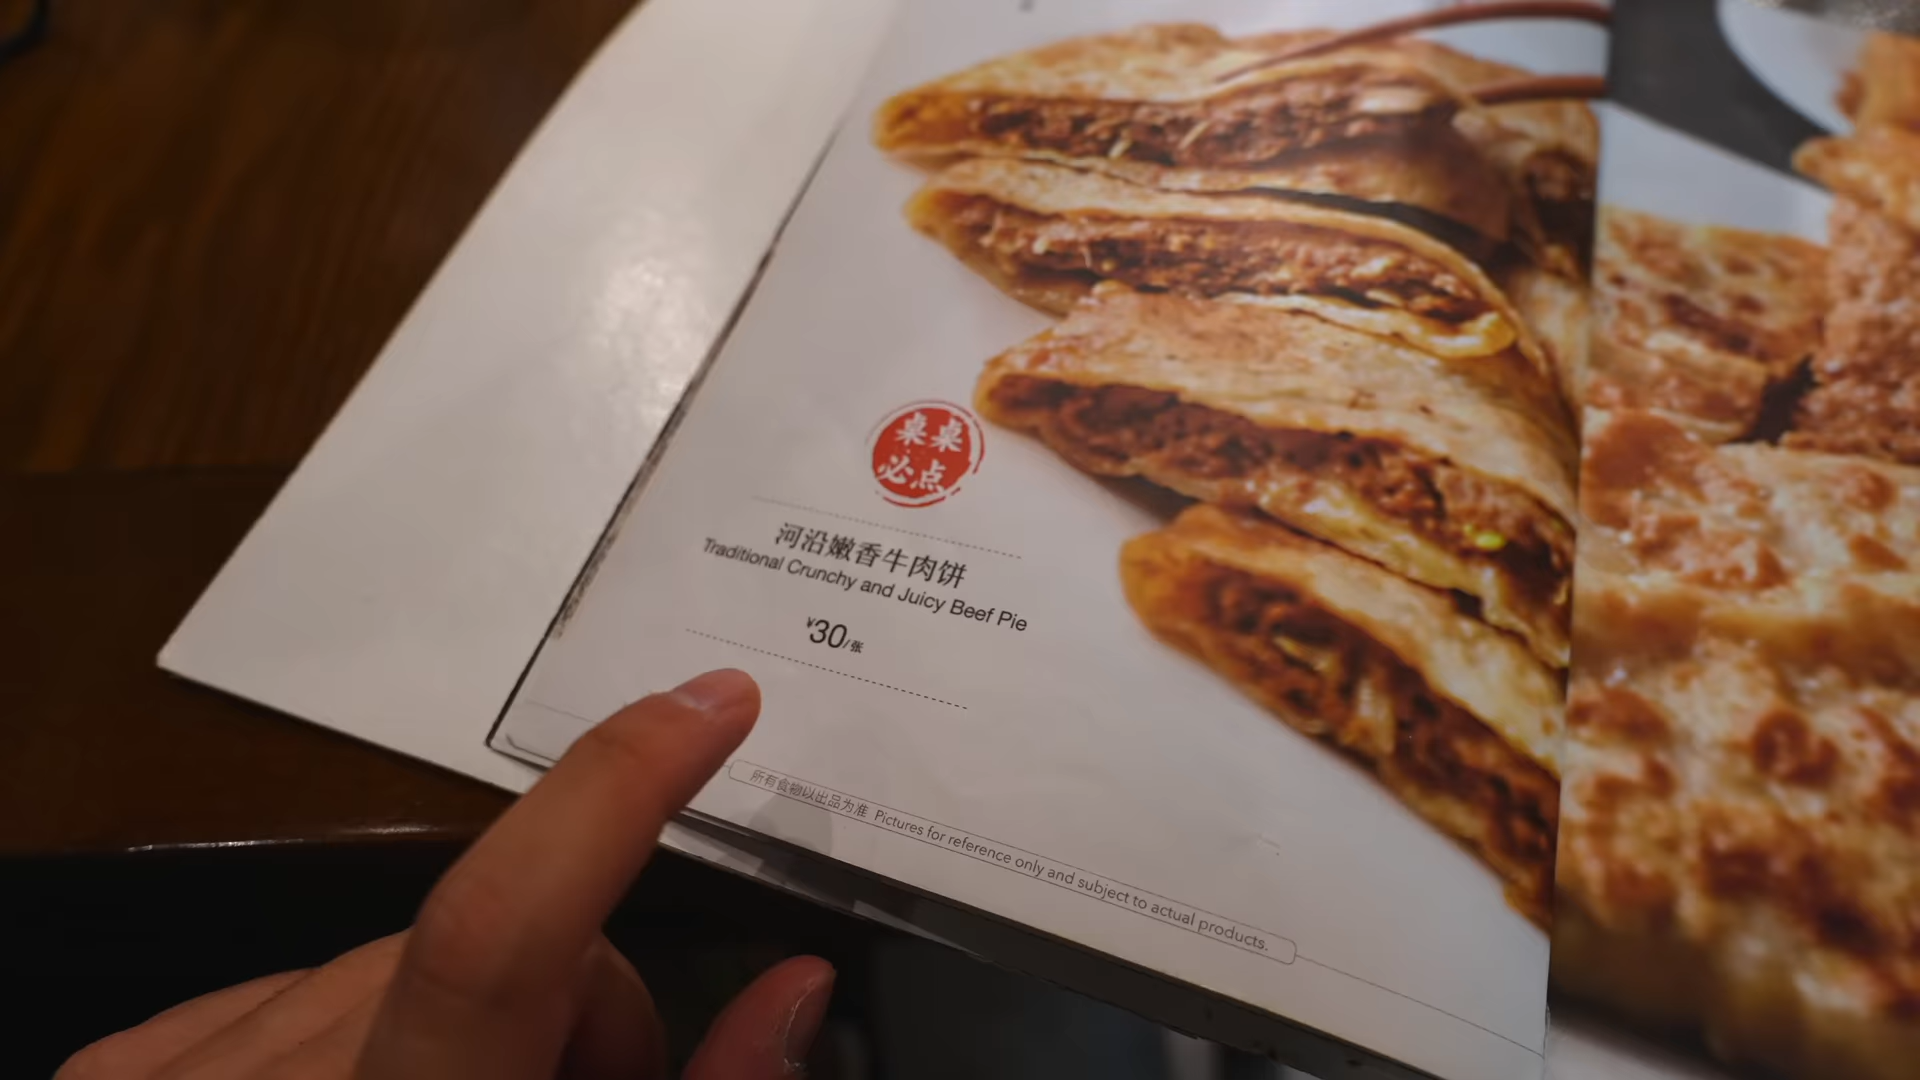 桌桌
必点
河沿嫩香牛肉饼
Traditional Crunchy and Juicy Beef Pie
¥30/张
所有食物以出品为准 Pictures for reference only and subject to actual products.